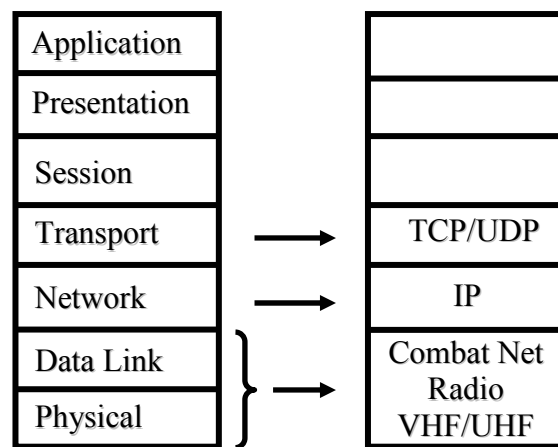 Application
Presentation
Session
Transport
TCP/UDP
Network
IP
Data Link
Physical
Combat Net
Radio
VHF/UHF